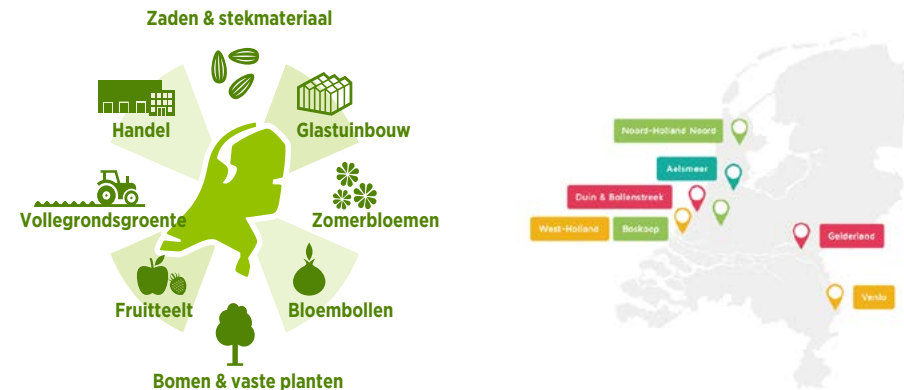 Zaden & stekmateriaal
Handel
Glastuinbouw
Vollegrondsgroente
Zomerbloemen
Fruitteelt
Bloembollen
Bomen & vaste planten
Noord-Holland Noord
Aalsmeer
Duin & Bollenstreek
West-Holland
Boskoop
Gelderland
Venlo